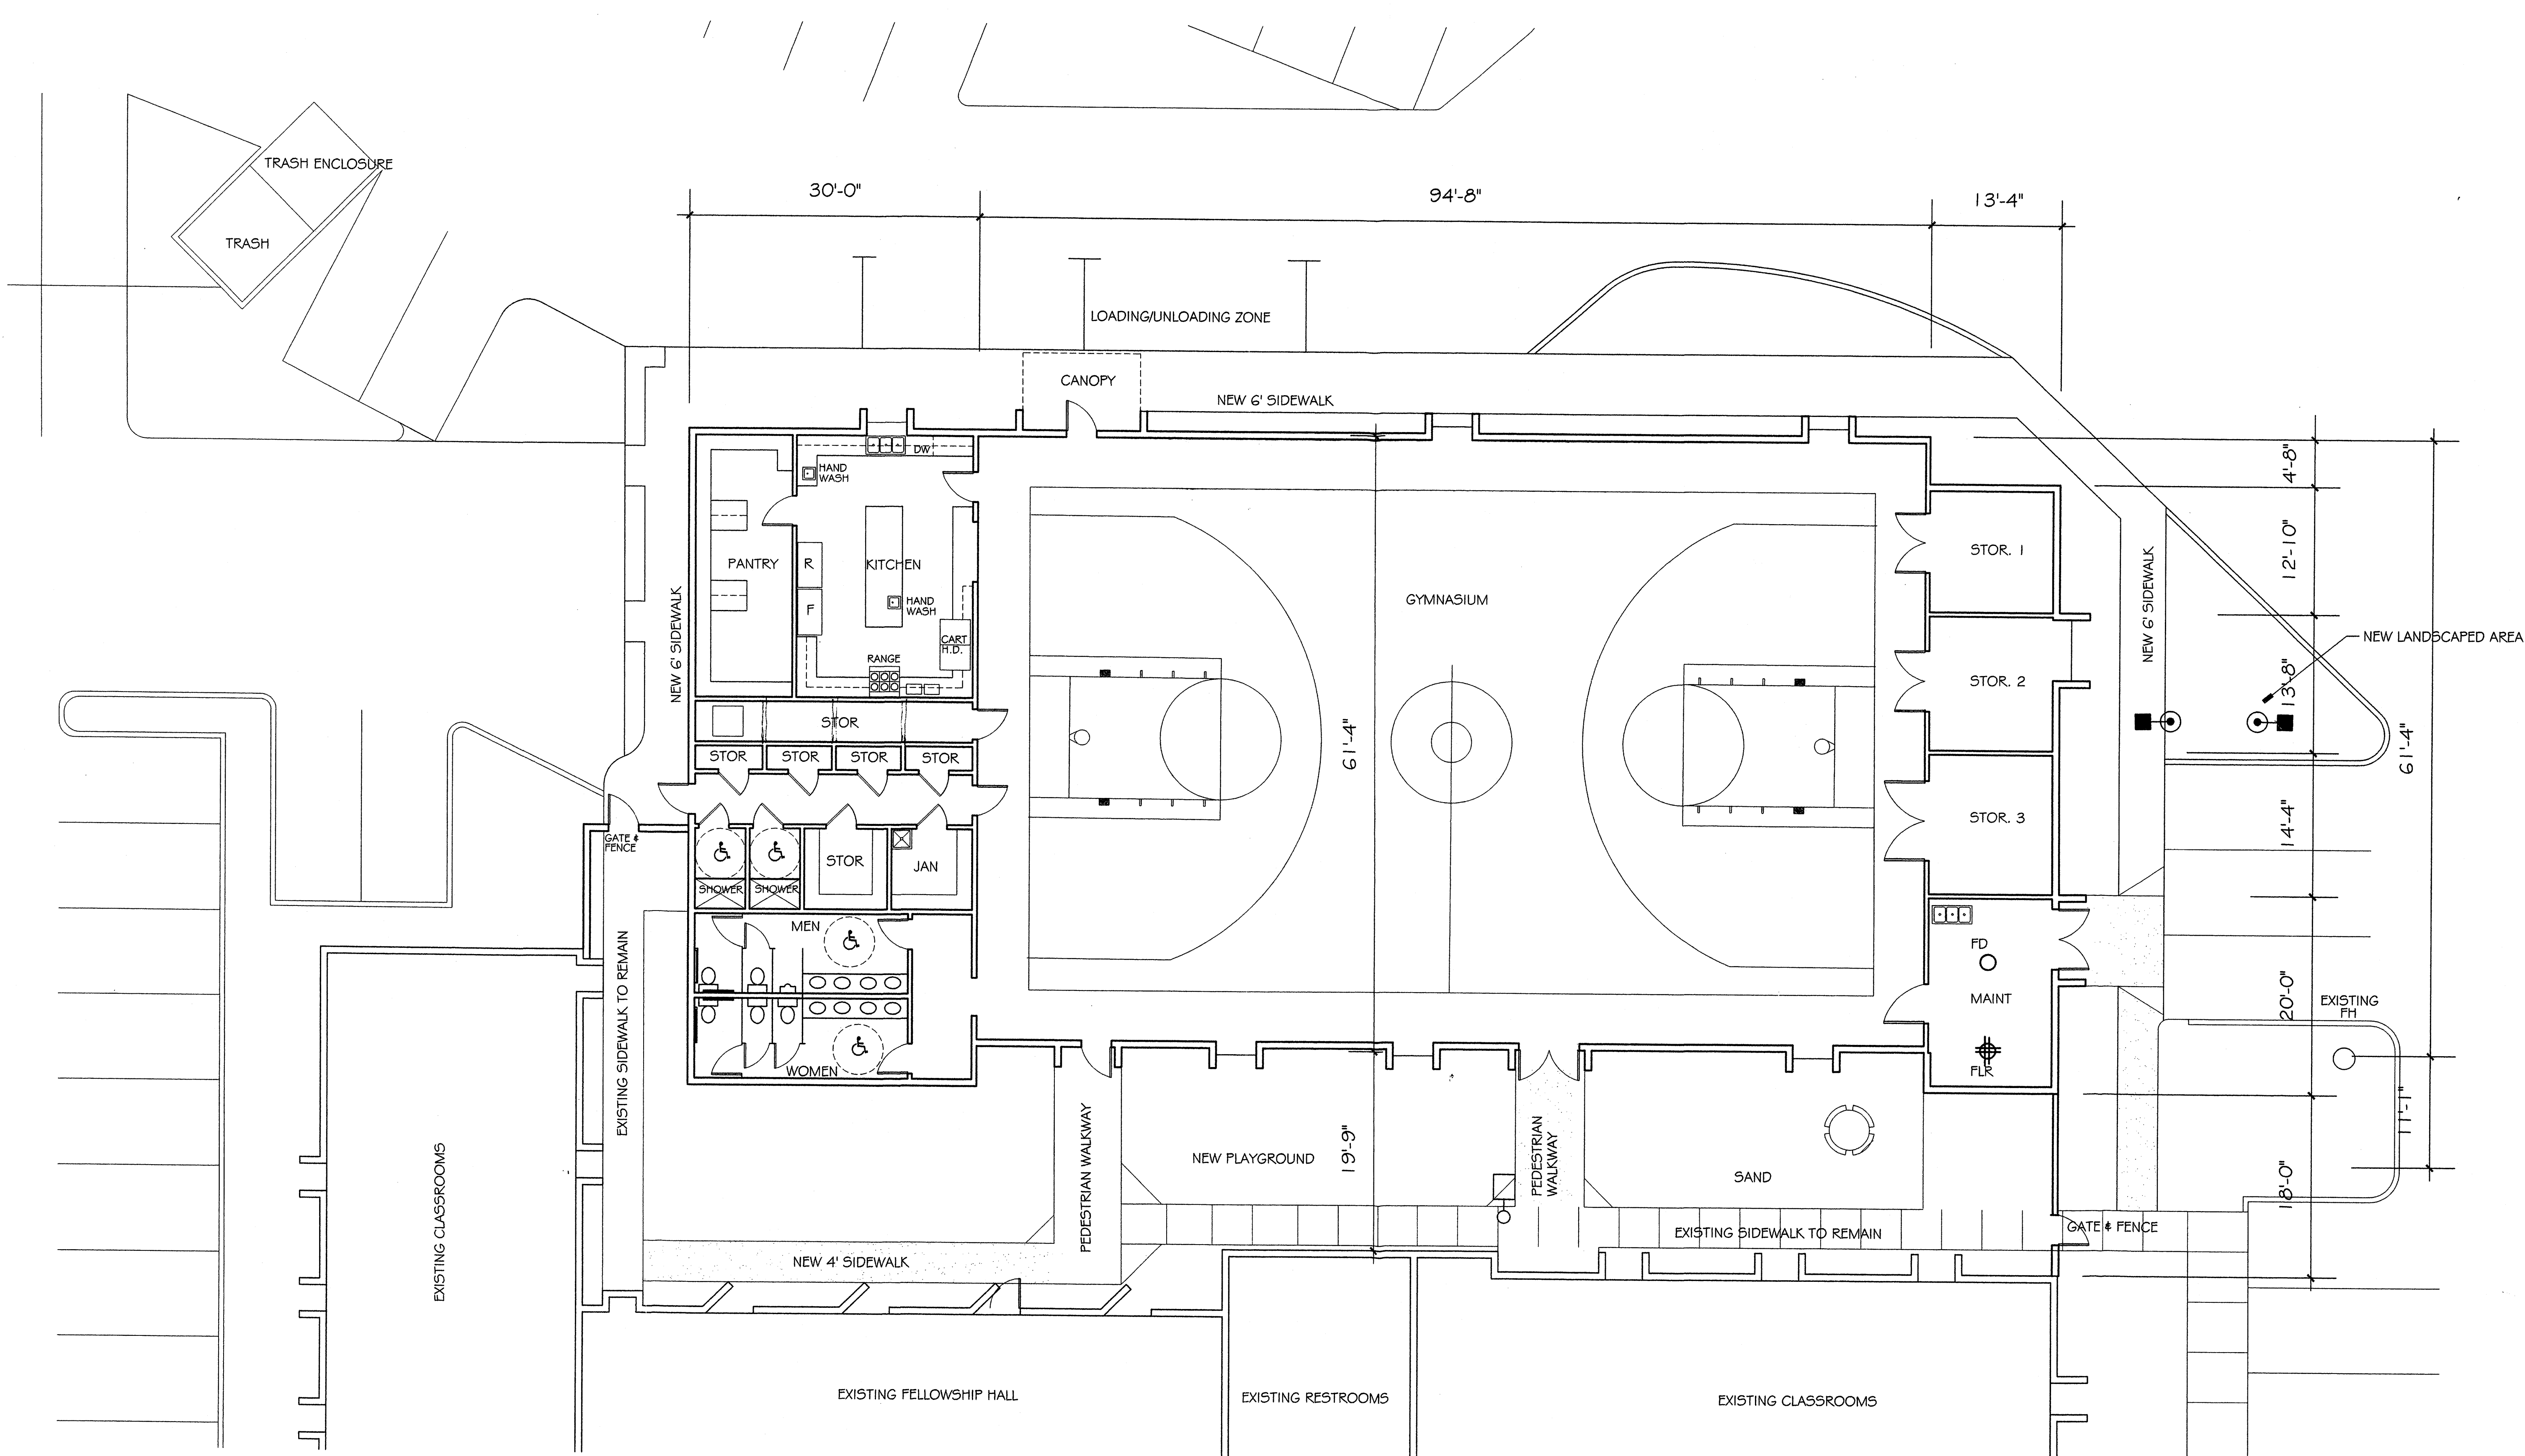 TRASH ENCLOSURE
TRASH
30'-0"
94'-8"
13'-4"
LOADING/UNLOADING ZONE
CANOPY
NEW 6' SIDEWALK
4'-8"
DW
HAND
WASH
PANTRY
R
KITCHEN
F
HAND
WASH
CART
H.D.
RANGE
NEW 6' SIDEWALK
GYMNASIUM
STOR. 1
12'-10"
NEW 6' SIDEWALK
NEW LANDSCAPED AREA
STOR. 2
13'-8"
STOR
STOR
STOR
STOR
STOR
61'-4"
61'-4"
GATE &
FENCE
STOR. 3
14'-4"
SHOWER
SHOWER
STOR
JAN
MEN
WOMEN
EXISTING SIDEWALK TO REMAIN
FD
MAINT
FLR
20'-0"
EXISTING
FH
11'-1"
EXISTING CLASSROOMS
PEDESTRIAN WALKWAY
NEW PLAYGROUND
19'-9"
PEDESTRIAN
WALKWAY
SAND
18'-0"
GATE & FENCE
EXISTING SIDEWALK TO REMAIN
NEW 4' SIDEWALK
EXISTING FELLOWSHIP HALL
EXISTING RESTROOMS
EXISTING CLASSROOMS